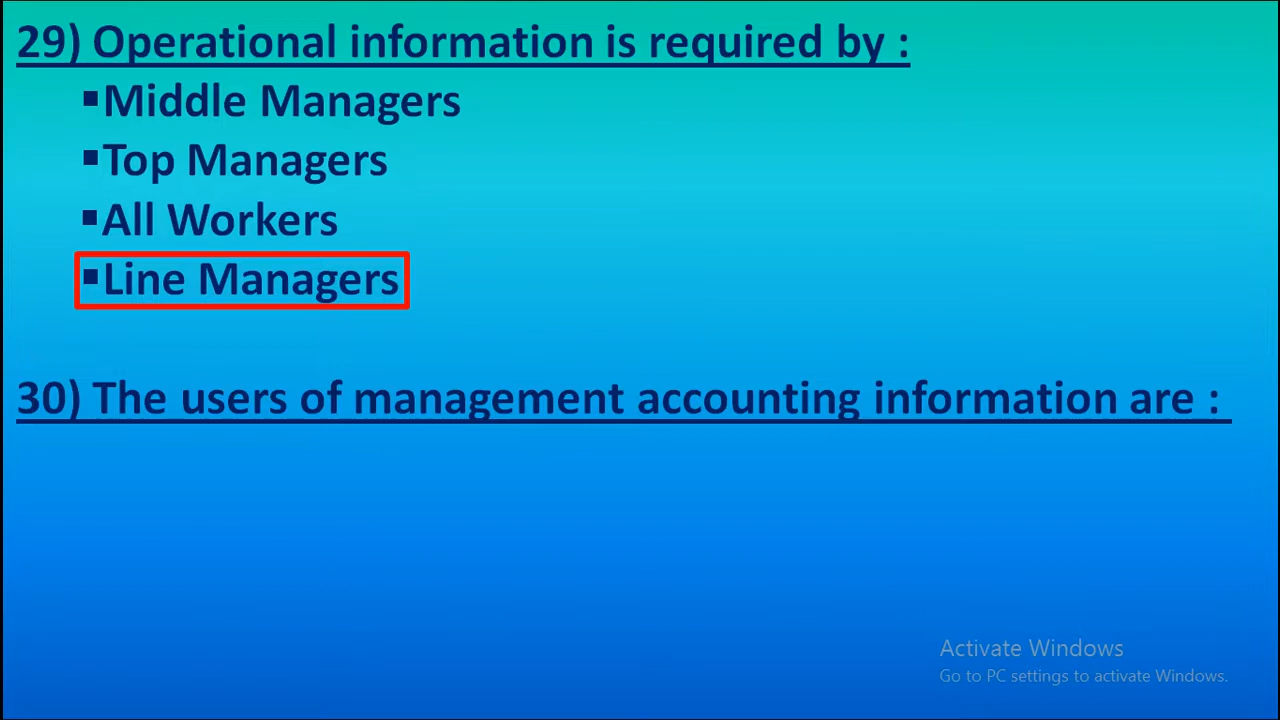 29) Operational information is required by :
▪Middle Managers
▪Top Managers
▪All Workers
▪Line Managers
30) The users of management accounting information are :
Activate Windows
Go to PC settings to activate Windows.